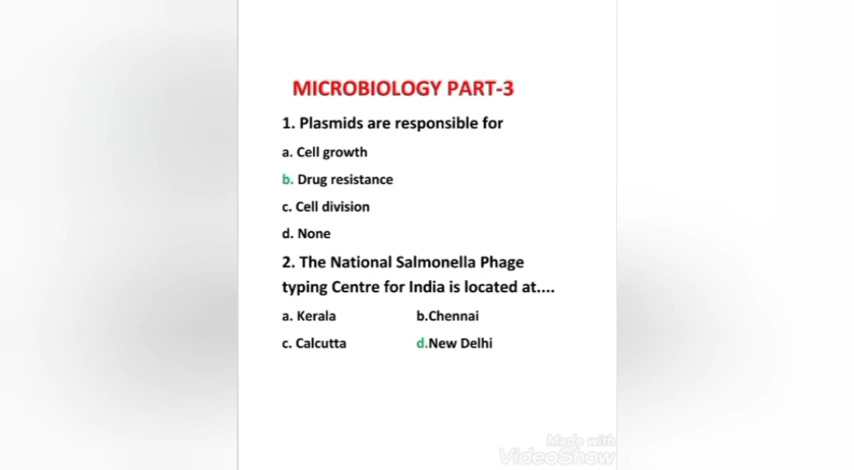 MICROBIOLOGY PART-3
1. Plasmids are responsible for
a. Cell growth
b. Drug resistance
c. Cell division
d. None
2. The National Salmonella Phage
typing Centre for India is located at....
a. Kerala b.Chennai
c. Calcutta d.New Delhi
Made with
VideoShow